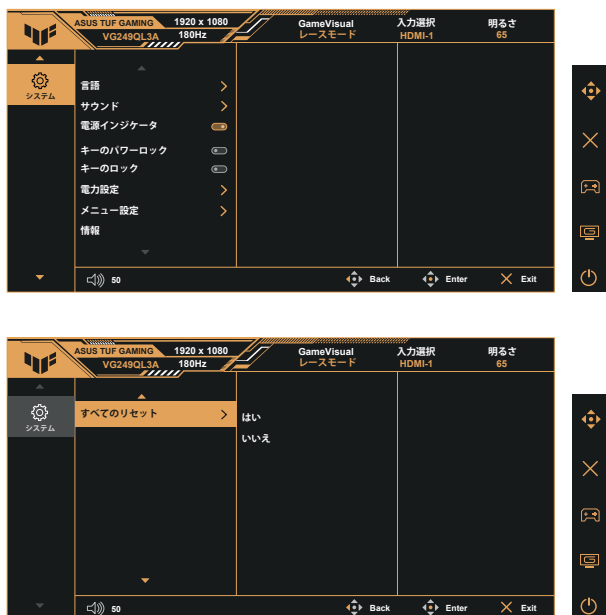 ASUS TUF GAMING 1920 x 1080 GameVisual 入力選択 明るさ
VG249QL3A 180Hz レースモード HDMI-1 65
システム
言語
サウンド
電源インジケータ
キーのパワーロック
キーのロック
電力設定
メニュー設定
情報
50 Back Enter Exit
ASUS TUF GAMING 1920 x 1080 GameVisual 入力選択 明るさ
VG249QL3A 180Hz レースモード HDMI-1 65
システム
すべてのリセット はい
いいえ
50 Back Enter Exit